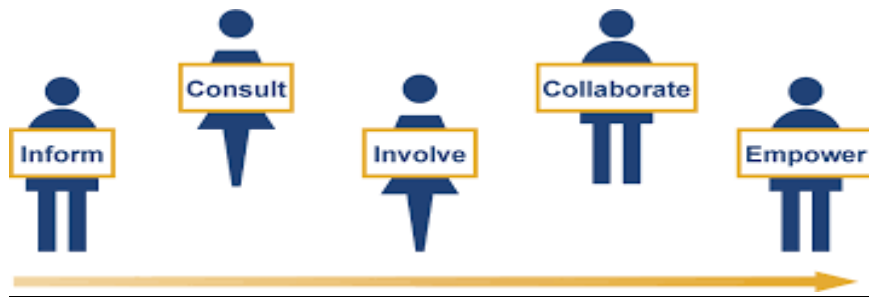 Inform
Consult
Involve
Collaborate
Empower